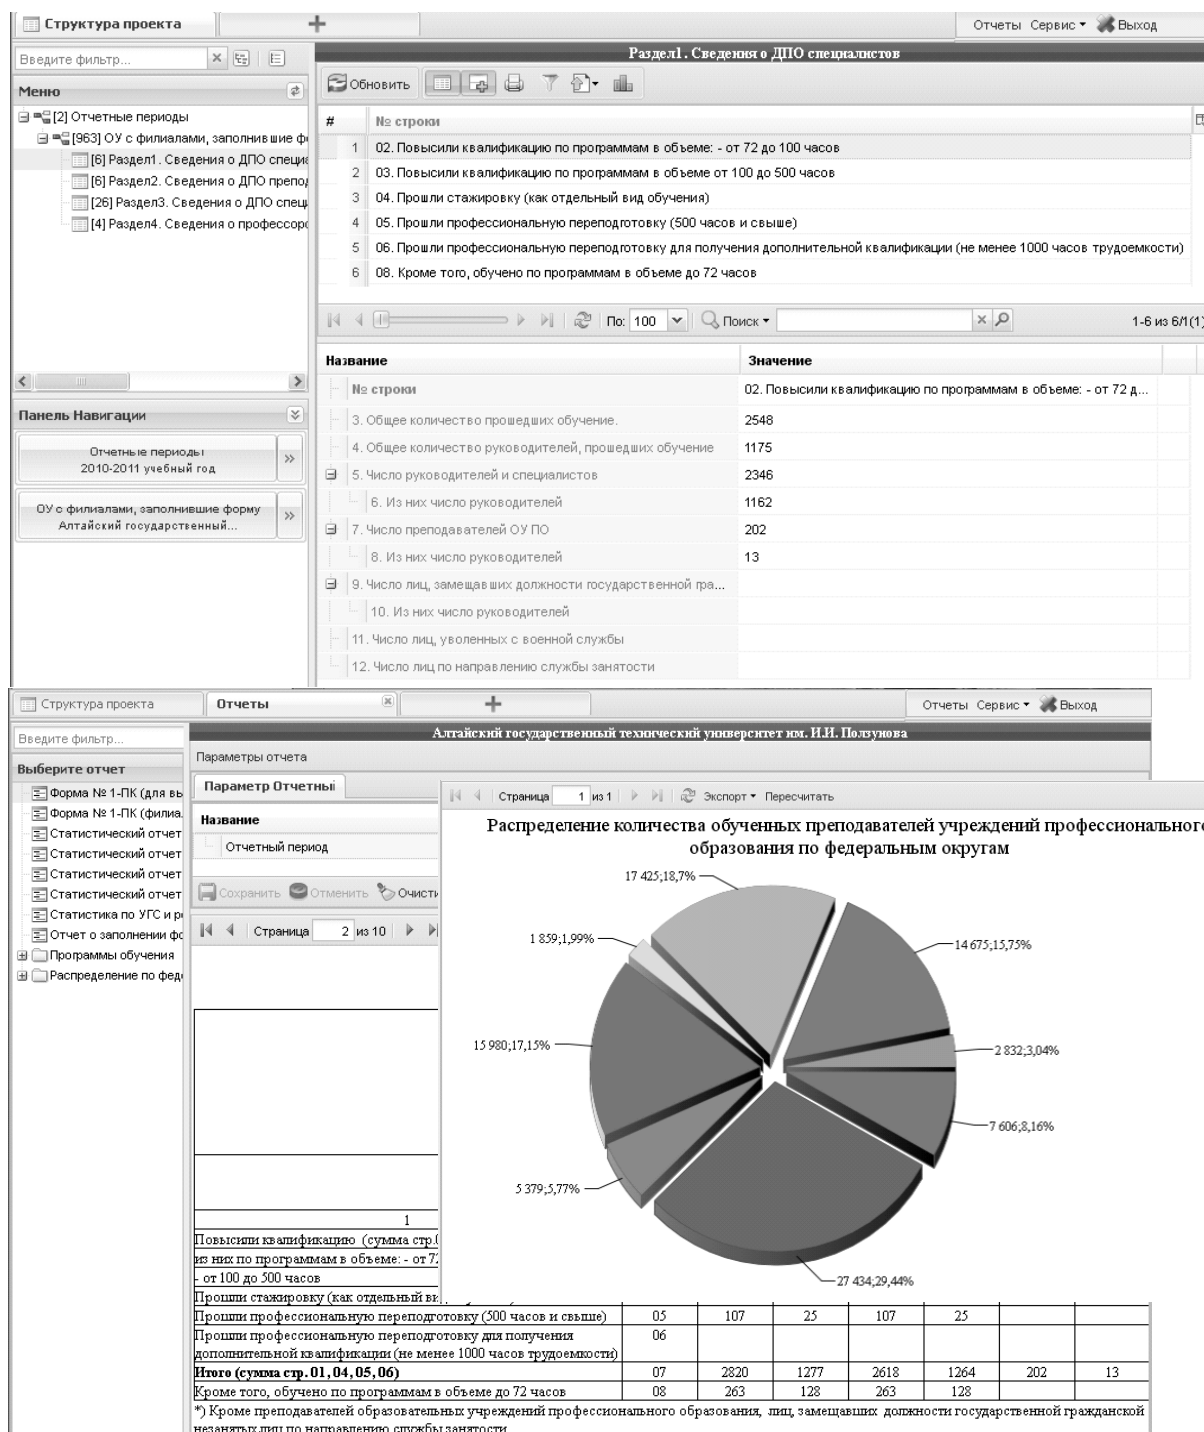 Структура проекта
Отчеты Сервис Выход
Введите фильтр...
Раздел1. Сведения о ДПО специалистов
Обновить
Меню
[2] Отчетные периоды
[963] ОУ с филиалами, заполнившие ф
[6] Раздел1. Сведения о ДПО специа
[6] Раздел2. Сведения о ДПО препод
[26] Раздел3. Сведения о ДПО спец
[4] Раздел4. Сведения о профессор
# № строки
1 02. Повысили квалификацию по программам в объеме: - от 72 до 100 часов
2 03. Повысили квалификацию по программам в объеме от 100 до 500 часов
3 04. Прошли стажировку (как отдельный вид обучения)
4 05. Прошли профессиональную переподготовку (500 часов и свыше)
5 06. Прошли профессиональную переподготовку для получения дополнительной квалификации (не менее 1000 часов трудоемкости)
6 08. Кроме того, обучено по программам в объеме до 72 часов
По: 100 Поиск 1-6 из 6/1(1)
Панель Навигации
Отчетные периоды
2010-2011 учебный год
ОУ с филиалами, заполнившие форму
Алтайский государственный...
Название Значение
№ строки 02. Повысили квалификацию по программам в объеме: - от 72 д...
3. Общее количество прошедших обучение. 2548
4. Общее количество руководителей, прошедших обучение 1175
5. Число руководителей и специалистов 2346
6. Из них число руководителей 1162
7. Число преподавателей ОУ ПО 202
8. Из них число руководителей 13
9. Число лиц, замещавших должности государственной гра...
10. Из них число руководителей
11. Число лиц, уволенных с военной службы
12. Число лиц по направлению службы занятости
Структура проекта Отчеты
Отчеты Сервис Выход
Введите фильтр...
Алтайский государственный технический университет им. И.И. Ползунова
Параметры отчета
Выберите отчет
Форма № 1-ПК (для вы
Форма № 1-ПК (филиа
Статистический отчет
Статистический отчет
Статистический отчет
Статистический отчет
Статистика по УГС и р
Отчет о заполнении ф
Программы обучения
Распределение по фед
Параметр Отчетны
Название
Отчетный период
Сохранить Отменить Очисти
Страница 2 из 10
Страница 1 из 1 Экспорт Пересчитать
Распределение количества обученных преподавателей учреждений профессионального
образования по федеральным округам
17 425;18,7%
1 859;1,99%
14 675;15,75%
15 980;17,15%
2 832;3,04%
7 606;8,16%
5 379;5,77%
27 434;29,44%
1
Повысили квалификацию (сумма стр.
из них по программам в объеме: - от 7
- от 100 до 500 часов
Прошли стажировку (как отдельный ви
Прошли профессиональную переподготовку (500 часов и свыше) 05 107 25 107 25
Прошли профессиональную переподготовку для получения 06
дополнительной квалификации (не менее 1000 часов трудоемкости)
Итого (сумма стр. 01, 04, 05, 06) 07 2820 1277 2618 1264 202 13
Кроме того, обучено по программам в объеме до 72 часов 08 263 128 263 128
*) Кроме преподавателей образовательных учреждений профессионального образования, лиц, замещавших должности государственной гражданской
незанятых лиц по направлению службы занятости